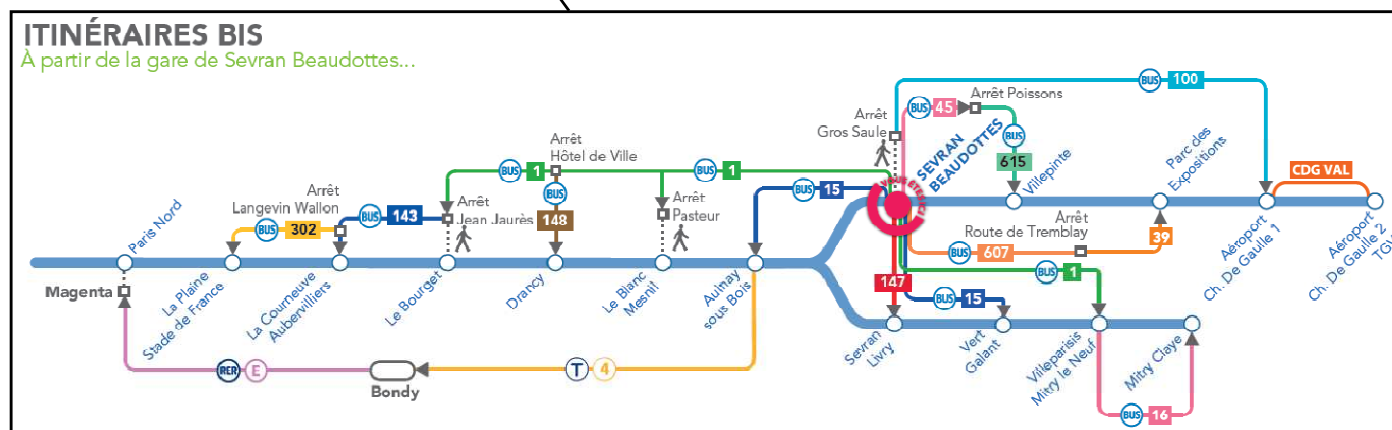 ITINÉRAIRES BIS
À partir de la gare de Sevran Beaudottes...
BUS 100
BUS 45
Arrêt Poissons
Arrêt
Gros Saule
BUS
615
SEVRAN
BEAUDOTTES
VOUS ÊTES ICI
Villepinte
Parc des
Expositions
CDG VAL
Arrêt
Hôtel de Ville
BUS 1
BUS 1
BUS 15
Arrêt
Langevin Wallon
BUS 143
Arrêt
Jean Jaurès
BUS
148
Arrêt
Pasteur
BUS 302
Arrêt
Route de Tremblay
BUS 607
39
Aéroport
Ch. De Gaulle 1
Aéroport
Ch. De Gaulle 2
TGV
Paris Nord
Magenta
La Plaine
Stade de France
La Courneuve
Aubervilliers
Le Bourget
Drancy
Le Blanc
Mesnil
Aulnay
sous Bois
147
BUS 1
BUS 15
Sevran
Livry
Vert
Galant
Villeparisis
Mitry le Neuf
Mitry Claye
BUS 16
RER E
Bondy
T 4